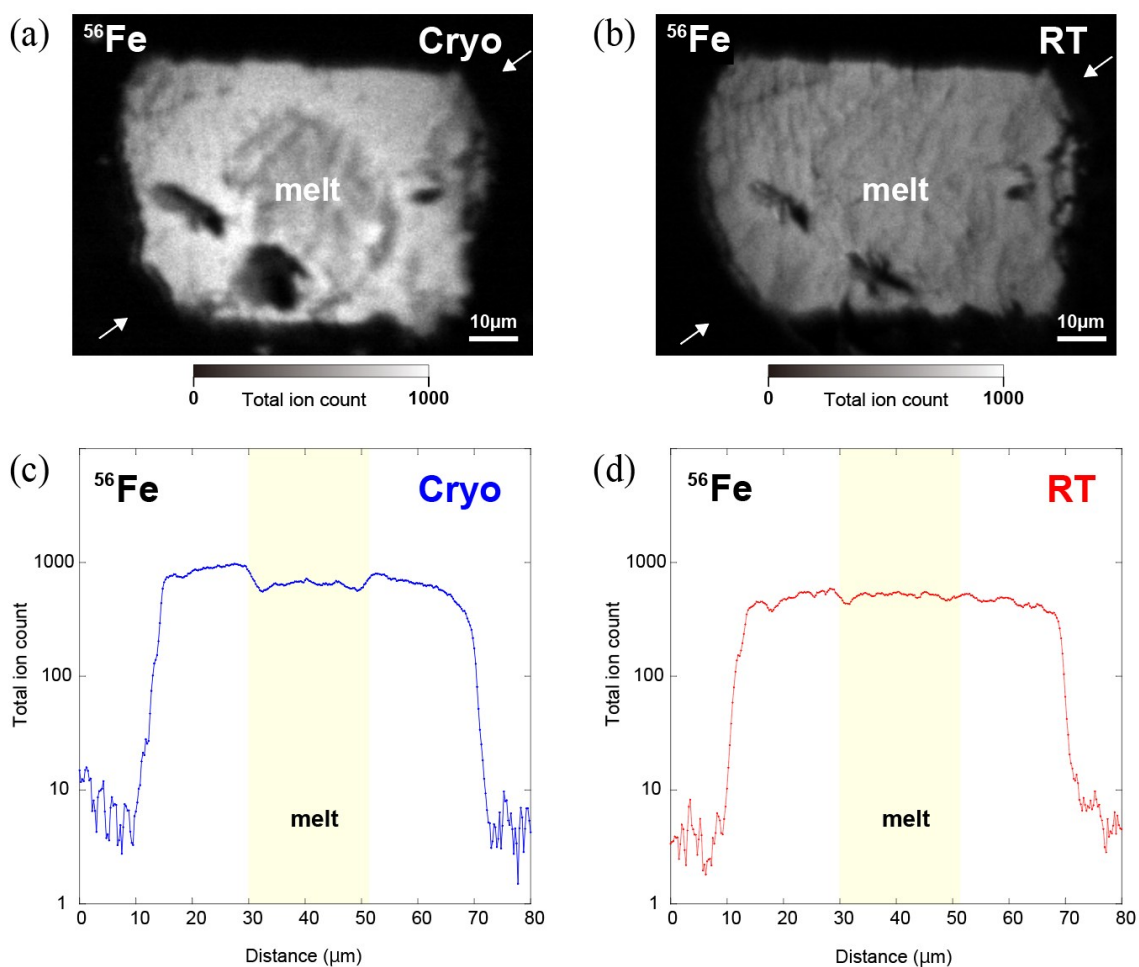 (a)
⁵⁶Fe
Cryo
melt
10μm
0
1000
Total ion count
(b)
⁵⁶Fe
RT
melt
10μm
0
1000
Total ion count
(c)
⁵⁶Fe
Cryo
1000
100
10
1
Total ion count
melt
0 10 20 30 40 50 60 70 80
Distance (μm)
(d)
⁵⁶Fe
RT
1000
100
10
1
Total ion count
melt
0 10 20 30 40 50 60 70 80
Distance (μm)